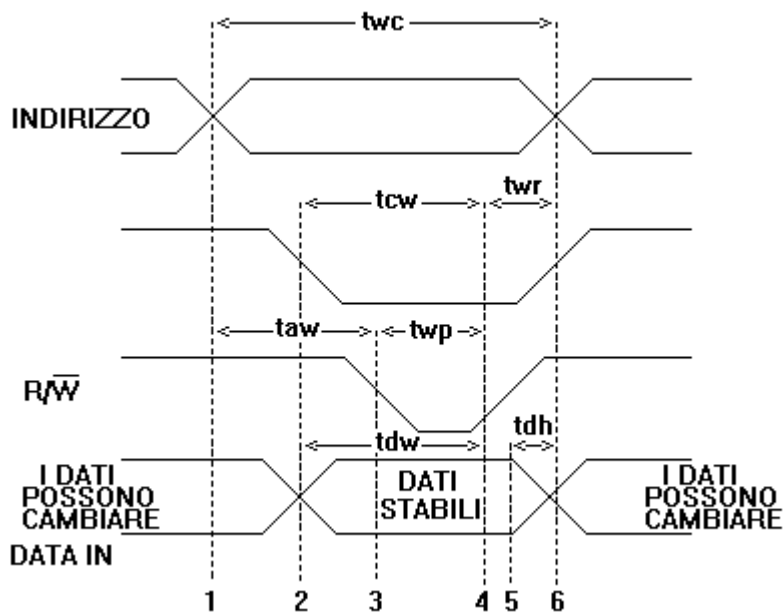 twc
INDIRIZZO
tcw
twr
taw
twp
R/W̅
tdw
tdh
I DATI
POSSONO
CAMBIARE
DATI
STABILI
I DATI
POSSONO
CAMBIARE
DATA IN
1 2 3 4 5 6